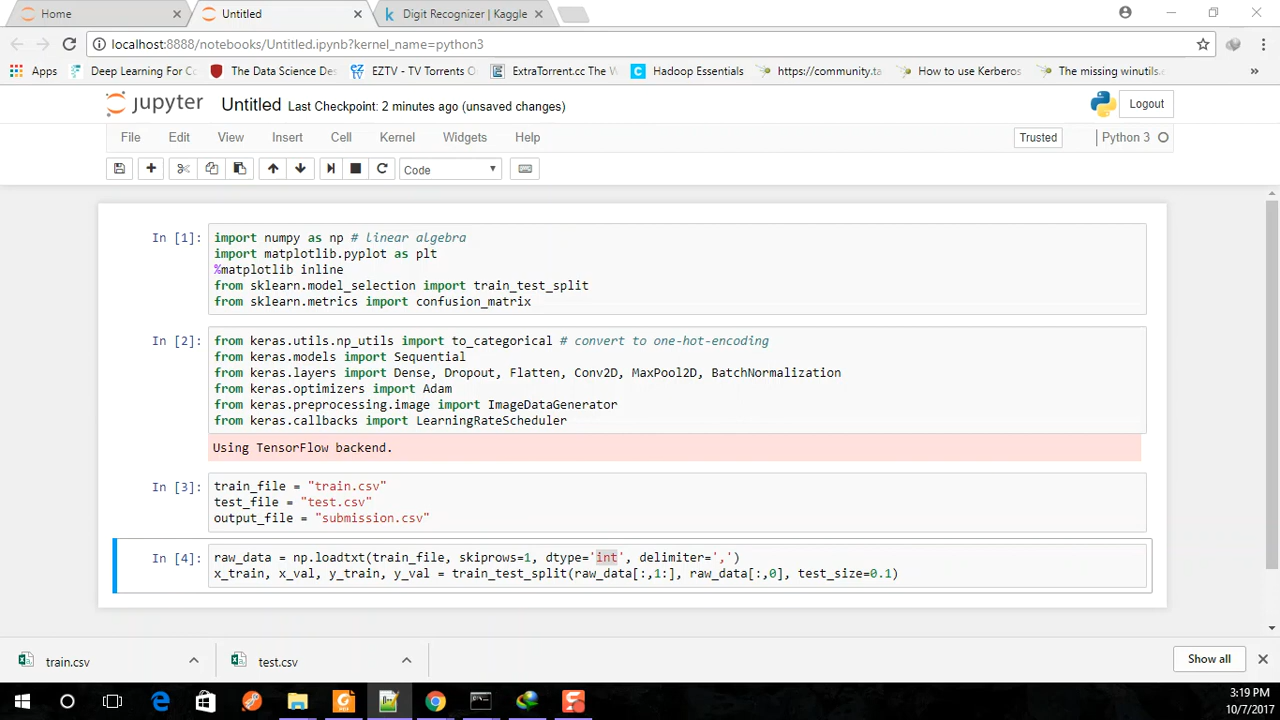 Home
Untitled
Digit Recognizer | Kaggle
localhost:8888/notebooks/Untitled.ipynb?kernel_name=python3
Apps
Deep Learning For Co
The Data Science Des
EZTV - TV Torrents O
ExtraTorrent.cc The W
Hadoop Essentials
https://community.ta
How to use Kerberos
The missing winutils.
jupyter Untitled Last Checkpoint: 2 minutes ago (unsaved changes)
Logout
File Edit View Insert Cell Kernel Widgets Help
Trusted
Python 3
Code
In [1]:
import numpy as np # linear algebra
import matplotlib.pyplot as plt
%matplotlib inline
from sklearn.model_selection import train_test_split
from sklearn.metrics import confusion_matrix
In [2]:
from keras.utils.np_utils import to_categorical # convert to one-hot-encoding
from keras.models import Sequential
from keras.layers import Dense, Dropout, Flatten, Conv2D, MaxPool2D, BatchNormalization
from keras.optimizers import Adam
from keras.preprocessing.image import ImageDataGenerator
from keras.callbacks import LearningRateScheduler
Using TensorFlow backend.
In [3]:
train_file = "train.csv"
test_file = "test.csv"
output_file = "submission.csv"
In [4]:
raw_data = np.loadtxt(train_file, skiprows=1, dtype='int', delimiter=',')
x_train, x_val, y_train, y_val = train_test_split(raw_data[:,1:], raw_data[:,0], test_size=0.1)
train.csv
test.csv
Show all
3:19 PM
10/7/2017